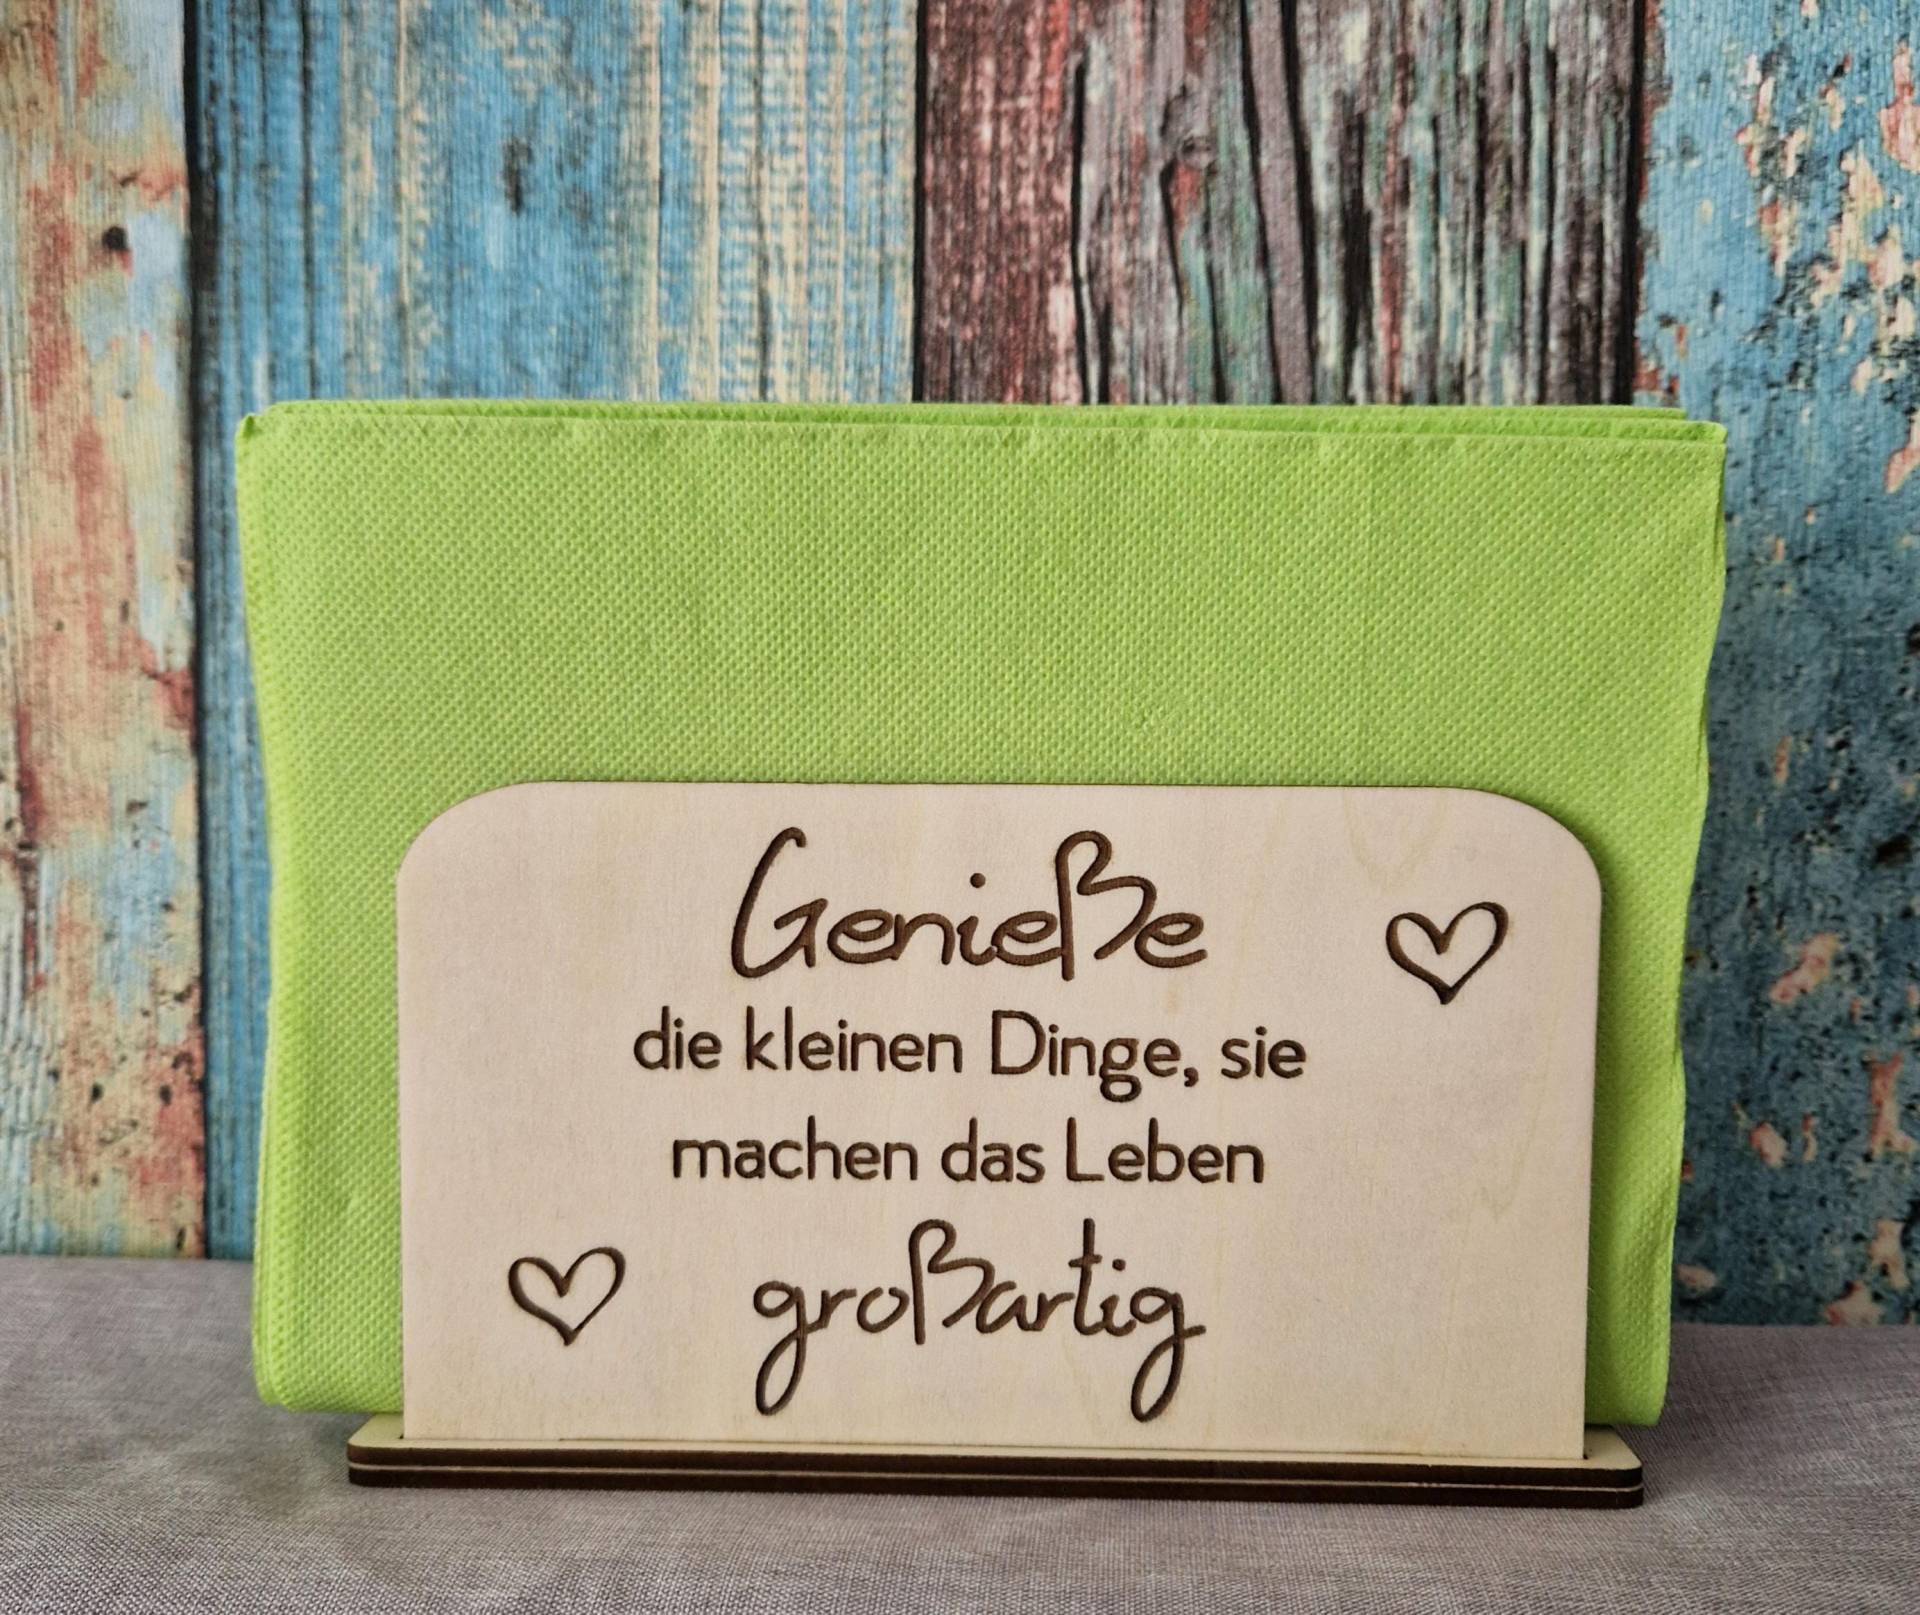 Genieße
die kleinen Dinge, sie
machen das Leben
großartig